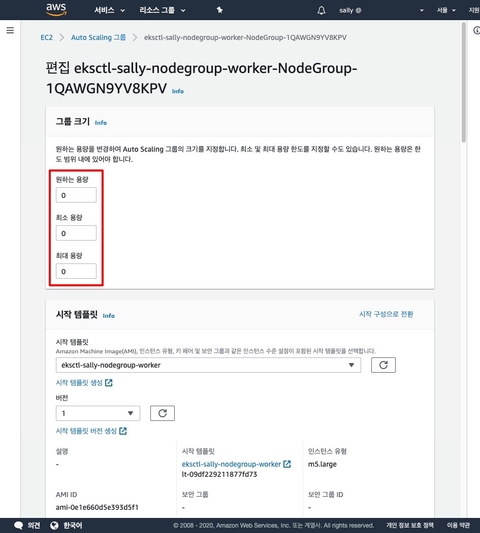 aws
서비스
리소스 그룹
sally @
서울
지원
EC2
Auto Scaling 그룹
eksctl-sally-nodegroup-worker-NodeGroup-1QAWGN9YV8KPV
편집 eksctl-sally-nodegroup-worker-NodeGroup-
1QAWGN9YV8KPV Info
그룹 크기 Info
원하는 용량을 변경하여 Auto Scaling 그룹의 크기를 지정합니다. 최소 및 최대 용량 한도를 지정할 수도 있습니다. 원하는 용량은 한
도 범위 내에 있어야 합니다.
원하는 용량
0
최소 용량
0
최대 용량
0
시작 템플릿 Info
시작 구성으로 전환
시작 템플릿
Amazon Machine Image(AMI), 인스턴스 유형, 키 페어 및 보안 그룹과 같은 인스턴스 수준 설정이 포함된 시작 템플릿을 선택합니다.
eksctl-sally-nodegroup-worker
시작 템플릿 생성
버전
1
시작 템플릿 버전 생성
설명
-
시작 템플릿
eksctl-sally-nodegroup-worker
lt-09df229211877fd73
인스턴스 유형
m5.large
AMI ID
ami-0e1e660d5e393d5f1
보안 그룹
-
보안 그룹 ID
-
의견
한국어
© 2008 - 2020, Amazon Web Services, Inc. 또는 계열사. All rights reserved.
개인 정보 보호 정책
이용 약관